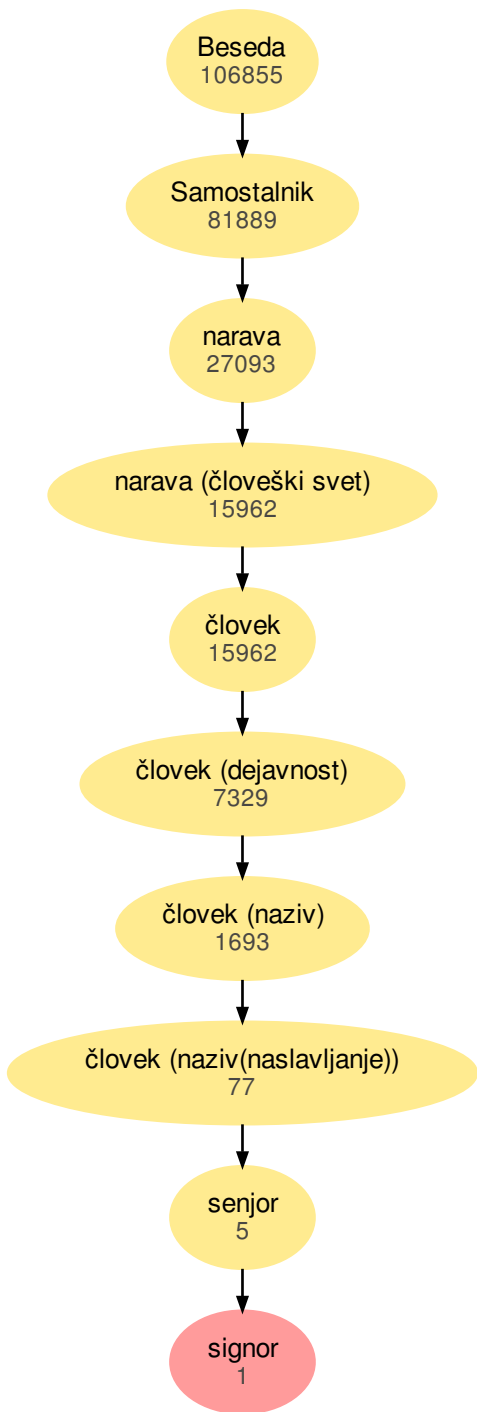 Beseda
106855
Samostalnik
81889
narava
27093
narava (človeški svet)
15962
človek
15962
človek (dejavnost)
7329
človek (naziv)
1693
človek (naziv(naslavljanje))
77
senjor
5
signor
1